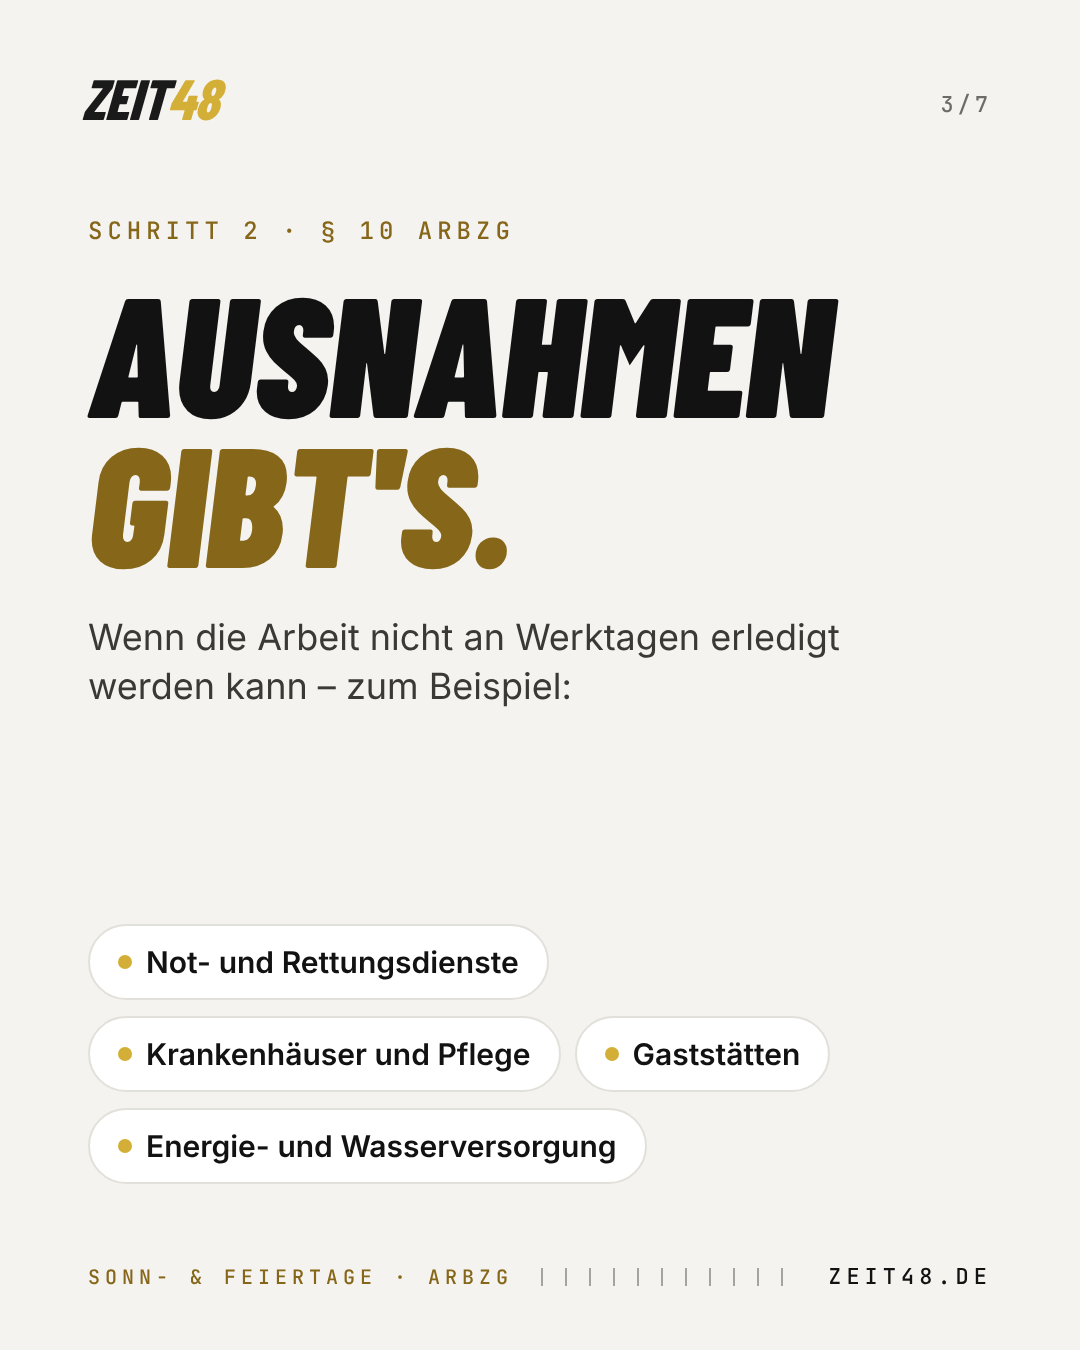 ZEIT48
3/7
SCHRITT 2 · § 10 ARBZG
AUSNAHMEN
GIBT'S.
Wenn die Arbeit nicht an Werktagen erledigt
werden kann – zum Beispiel:
Not- und Rettungsdienste
Krankenhäuser und Pflege
Gaststätten
Energie- und Wasserversorgung
SONN- & FEIERTAGE · ARBZG
ZEIT48.DE